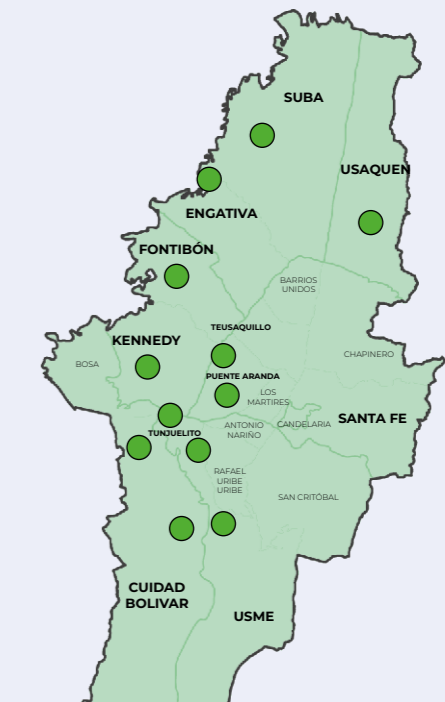 SUBA
USAQUEN
ENGATIVA
FONTIBÓN
BARRIOS
UNIDOS
TEUSAQUILLO
KENNEDY
CHAPINERO
BOSA
PUENTE ARANDA
LOS
MARTIRES
SANTA FE
ANTONIO
NARIÑO
CANDELARIA
TUNJUELITO
RAFAEL
URIBE
URIBE
SAN CRITÓBAL
CUIDAD
BOLIVAR
USME